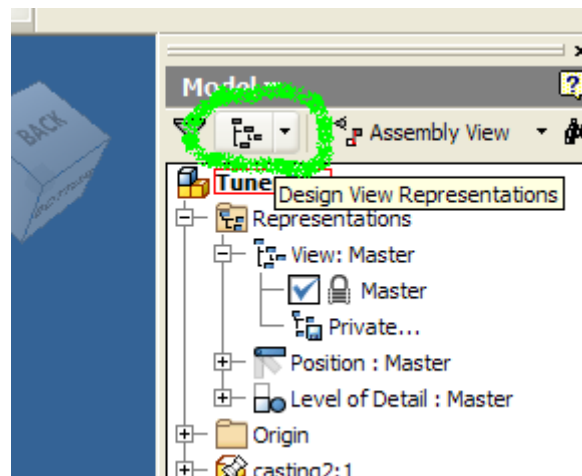 Model
?
BACK
Assembly View
Tune
Design View Representations
Representations
View: Master
Master
Private...
Position : Master
Level of Detail : Master
Origin
casting2:1